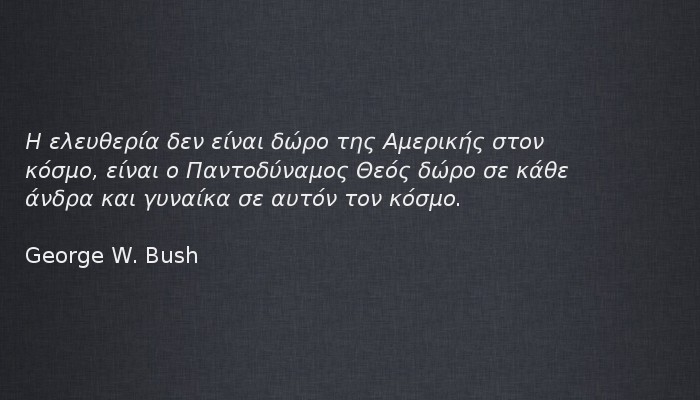 Η ελευθερία δεν είναι δώρο της Αμερικής στον
κόσμο, είναι ο Παντοδύναμος Θεός δώρο σε κάθε
άνδρα και γυναίκα σε αυτόν τον κόσμο.
George W. Bush